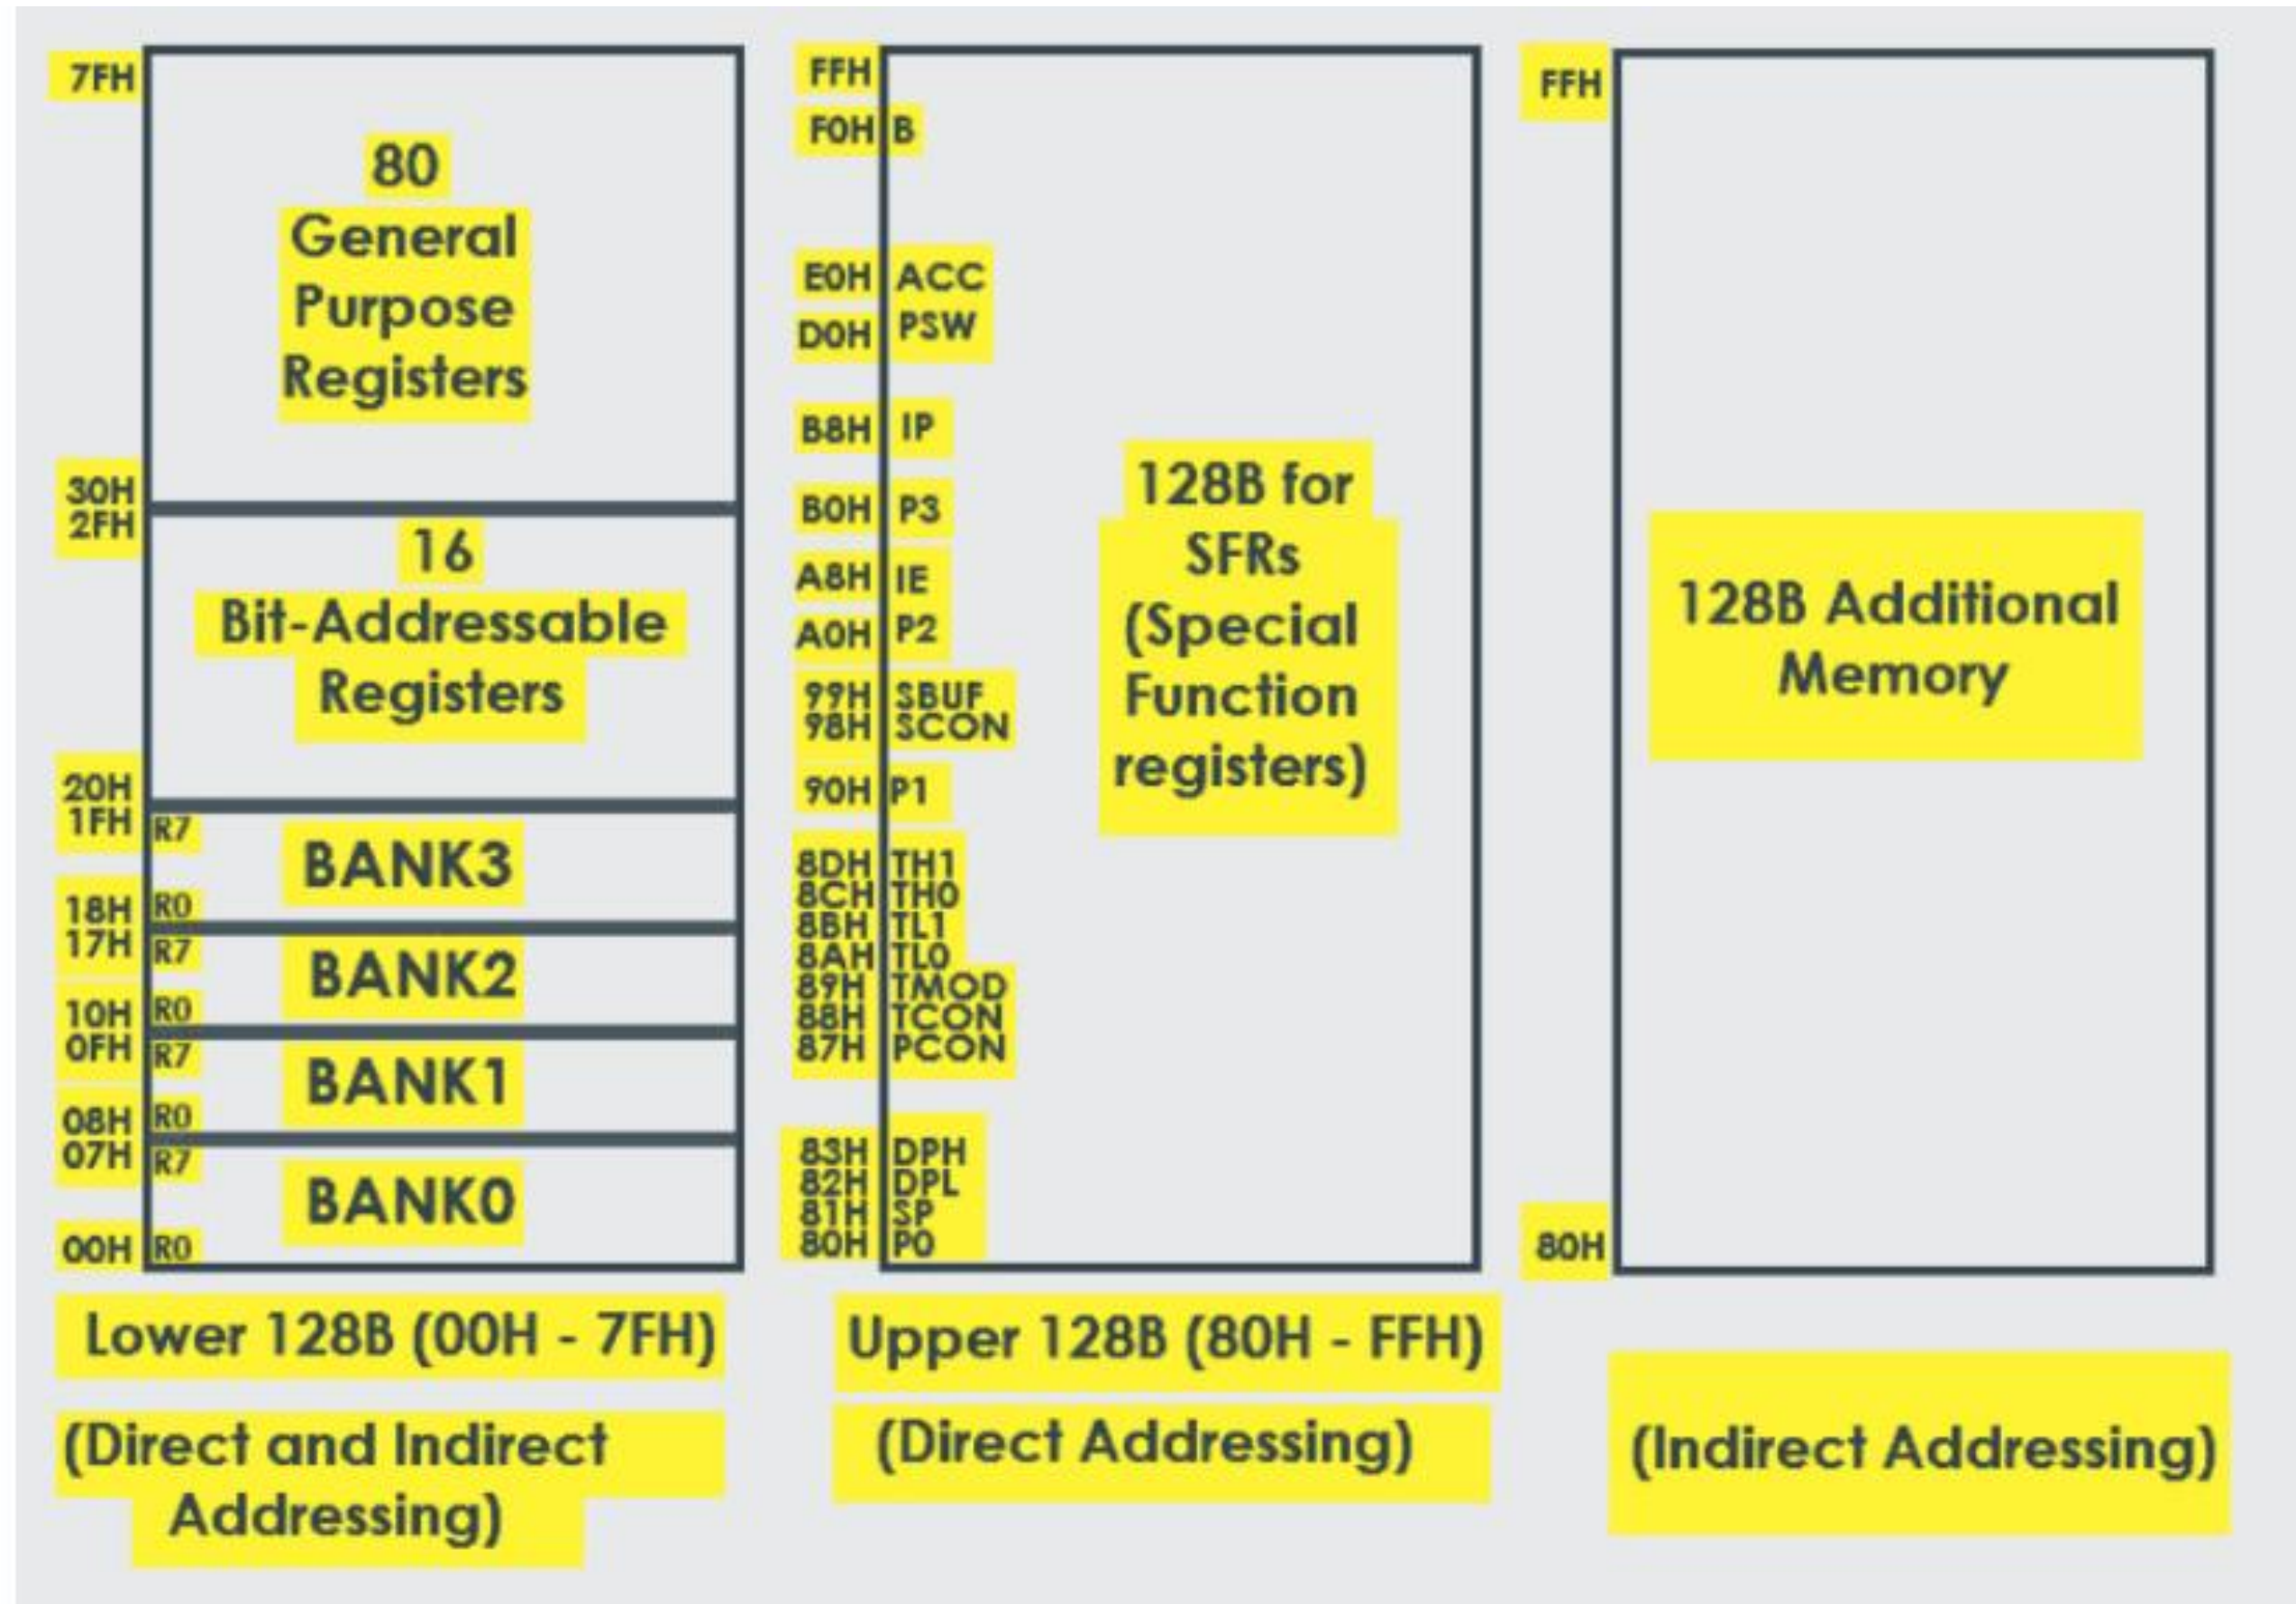 7FH
80
General
Purpose
Registers
30H
2FH
16
Bit-Addressable
Registers
20H
1FH R7
BANK3
18H R0
17H R7
BANK2
10H R0
0FH R7
BANK1
08H R0
07H R7
BANK0
00H R0
Lower 128B (00H - 7FH)
(Direct and Indirect
Addressing)
FFH
F0H B
E0H ACC
D0H PSW
B8H IP
B0H P3
A8H IE
A0H P2
99H SBUF
98H SCON
90H P1
8DH TH1
8CH TH0
8BH TL1
8AH TL0
89H TMOD
88H TCON
87H PCON
83H DPH
82H DPL
81H SP
80H P0
128B for
SFRs
(Special
Function
registers)
Upper 128B (80H - FFH)
(Direct Addressing)
FFH
128B Additional
Memory
80H
(Indirect Addressing)